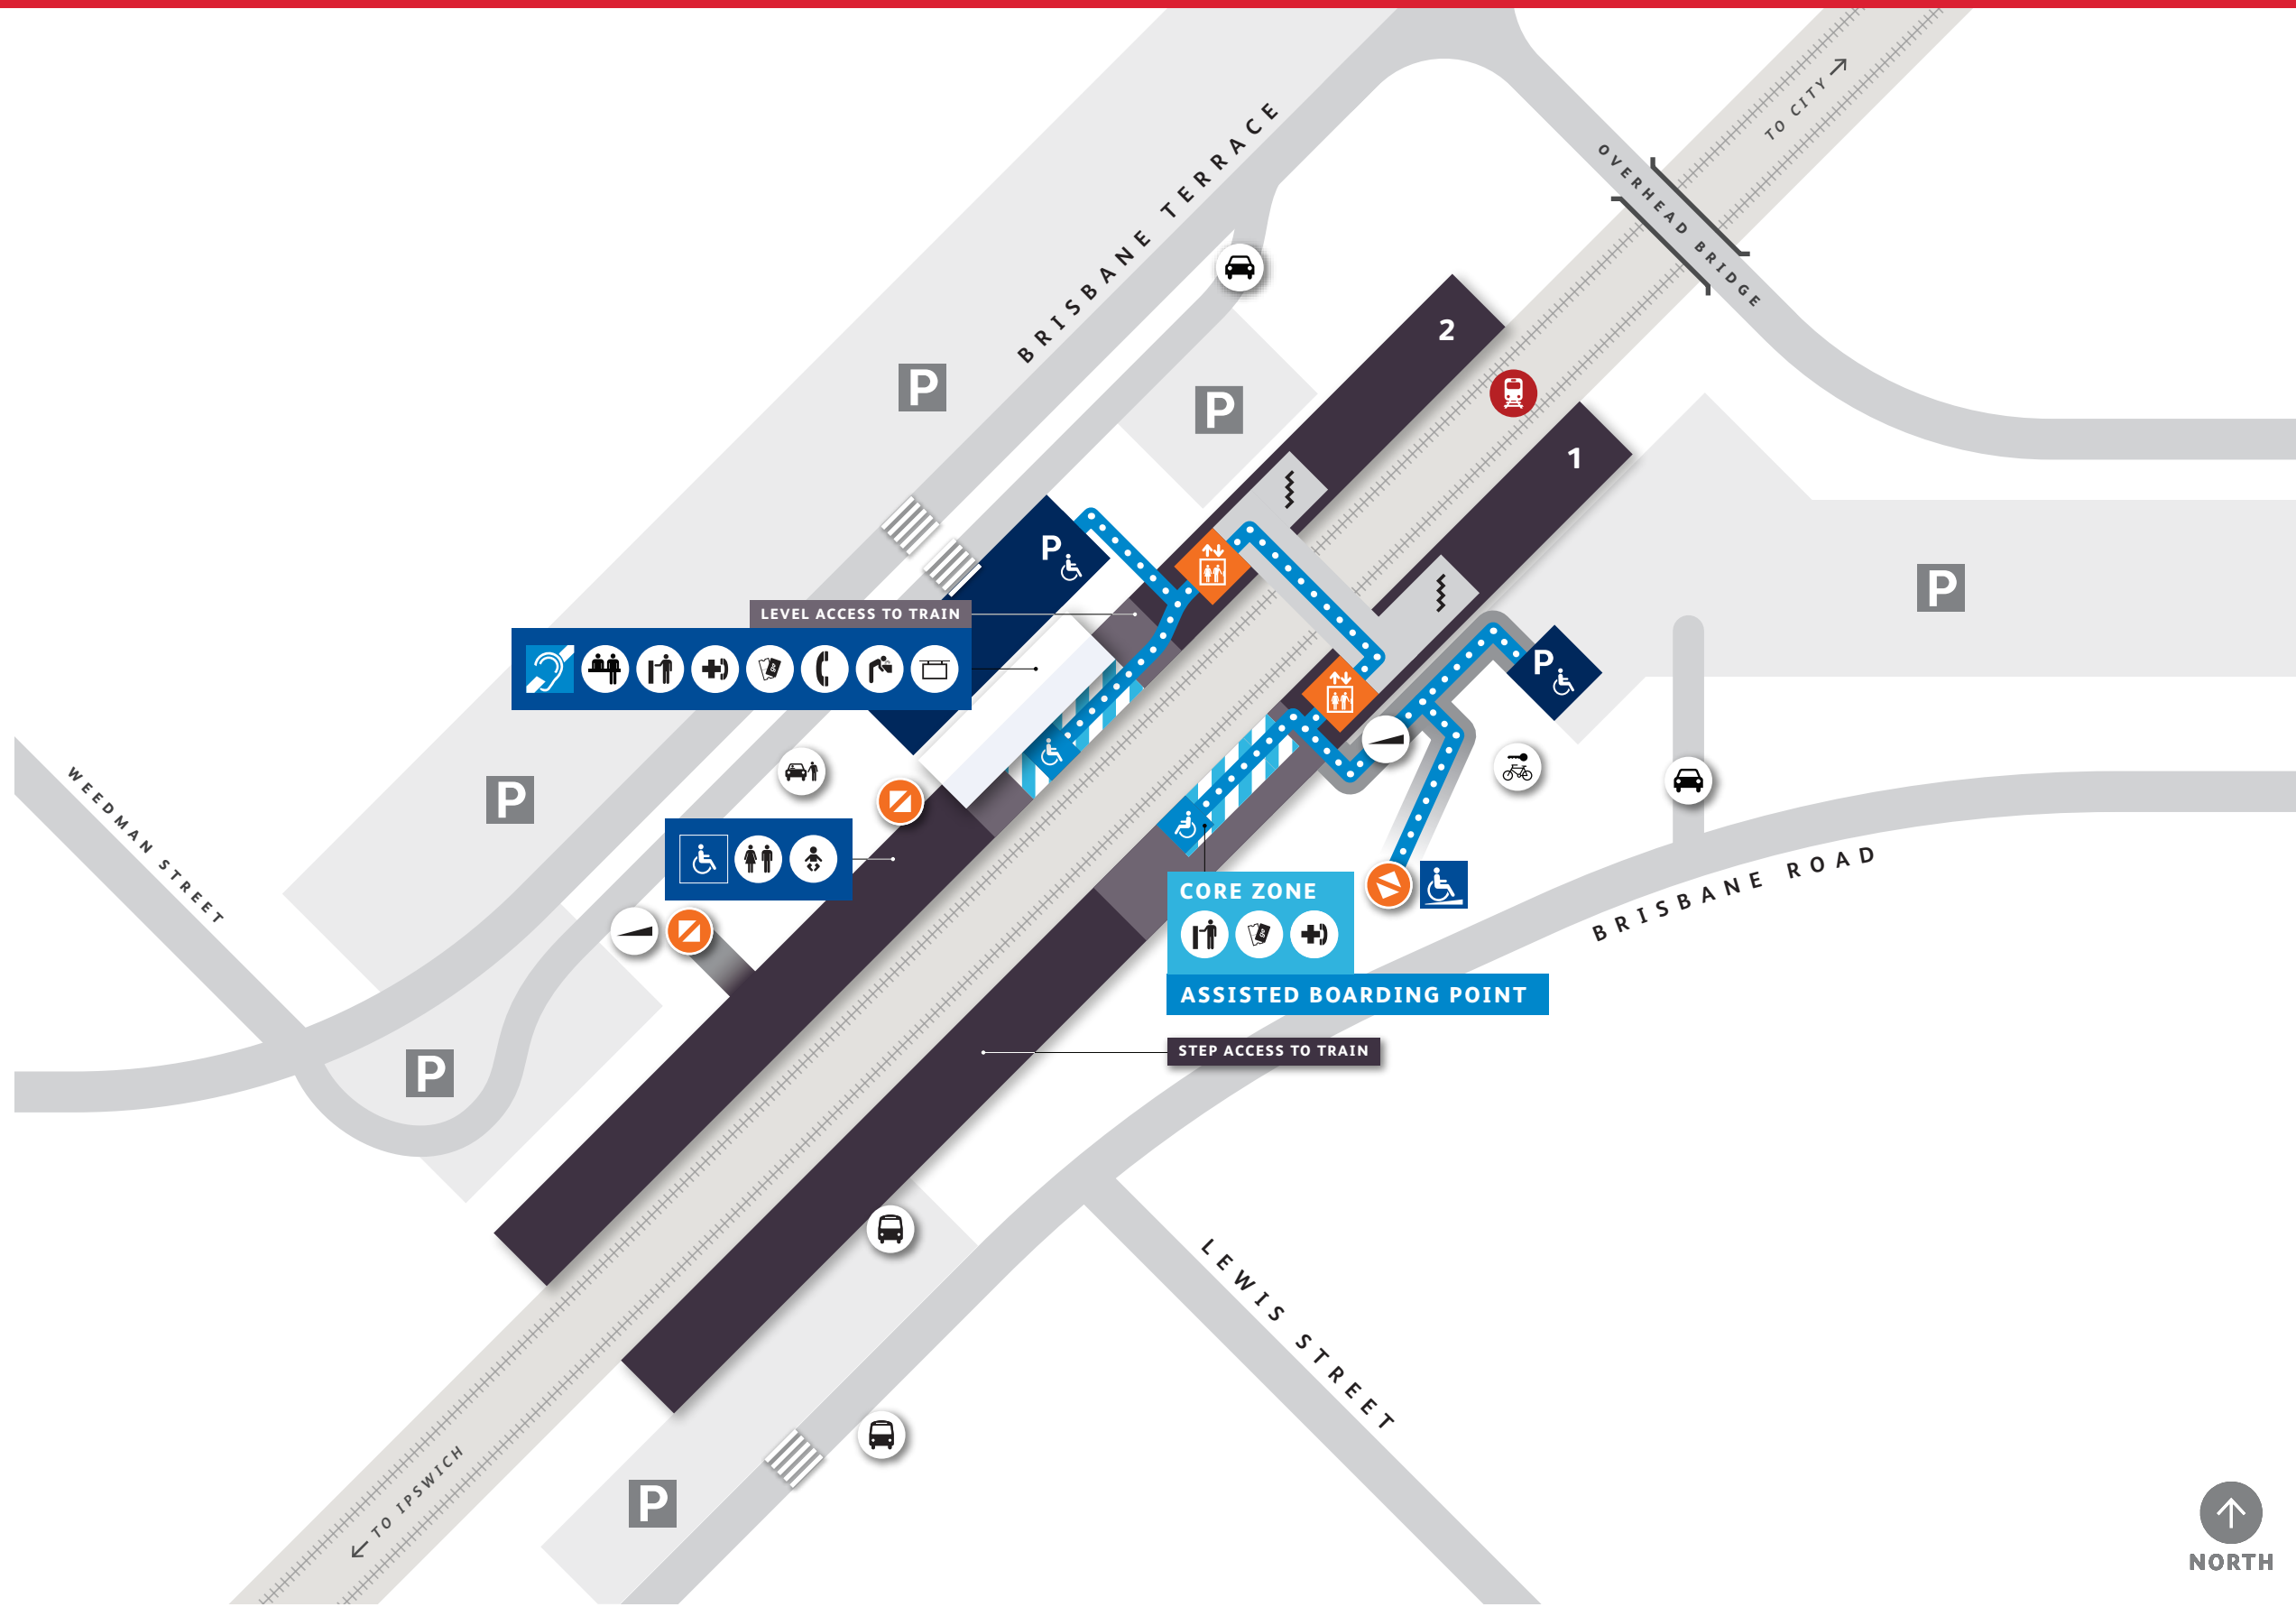 TO CITY
OVERHEAD BRIDGE
BRISBANE TERRACE
2
1
P
P
P
P
P
LEVEL ACCESS TO TRAIN
P
WEEDMAN STREET
P
BRISBANE ROAD
CORE ZONE
ASSISTED BOARDING POINT
STEP ACCESS TO TRAIN
P
LEWIS STREET
TO IPSWICH
P
NORTH